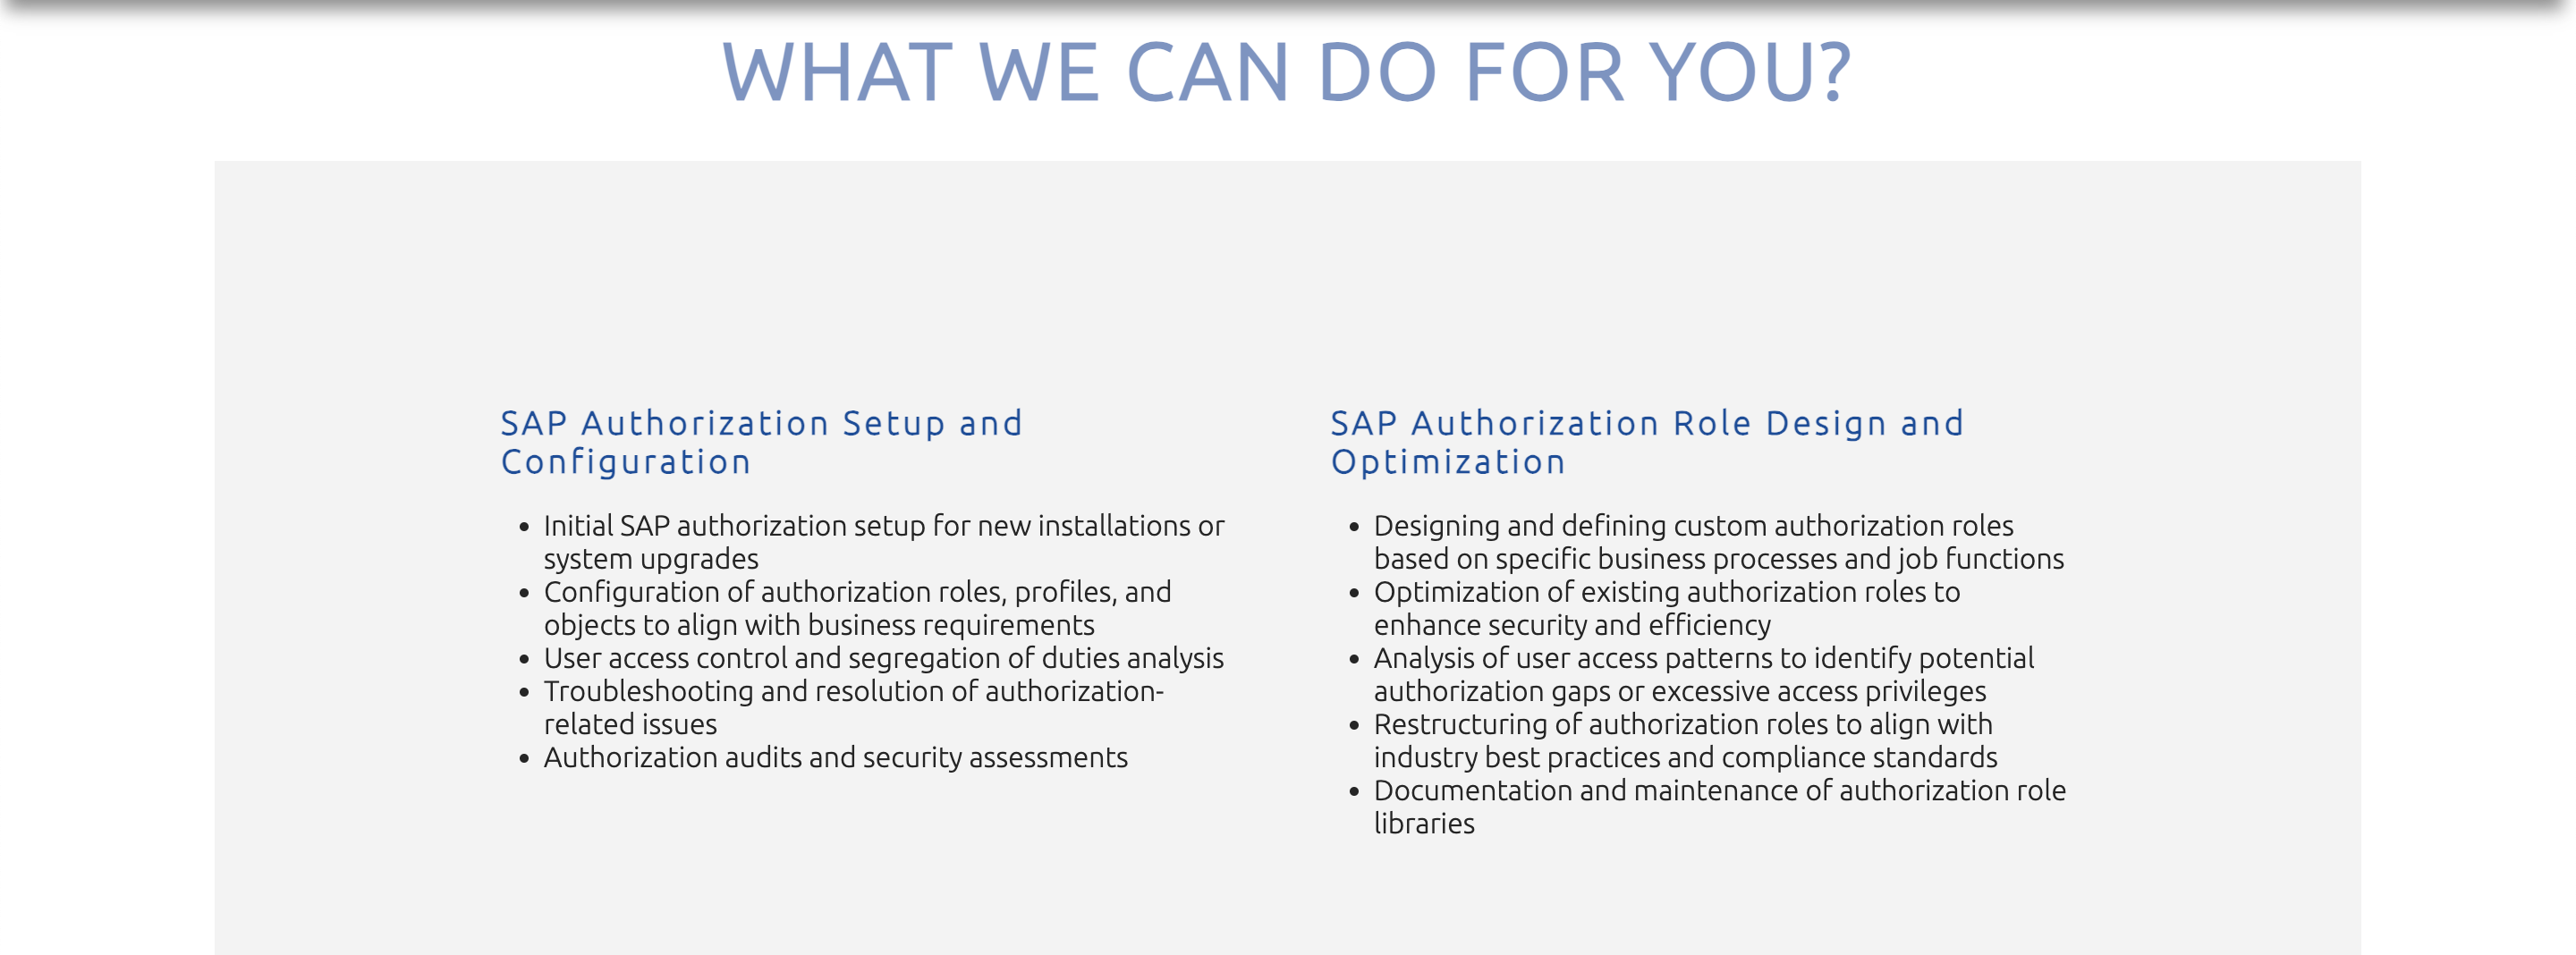 WHAT WE CAN DO FOR YOU?
SAP Authorization Setup and
Configuration
• Initial SAP authorization setup for new installations or
system upgrades
• Configuration of authorization roles, profiles, and
objects to align with business requirements
• User access control and segregation of duties analysis
• Troubleshooting and resolution of authorization-
related issues
• Authorization audits and security assessments
SAP Authorization Role Design and
Optimization
• Designing and defining custom authorization roles
based on specific business processes and job functions
• Optimization of existing authorization roles to
enhance security and efficiency
• Analysis of user access patterns to identify potential
authorization gaps or excessive access privileges
• Restructuring of authorization roles to align with
industry best practices and compliance standards
• Documentation and maintenance of authorization role
libraries